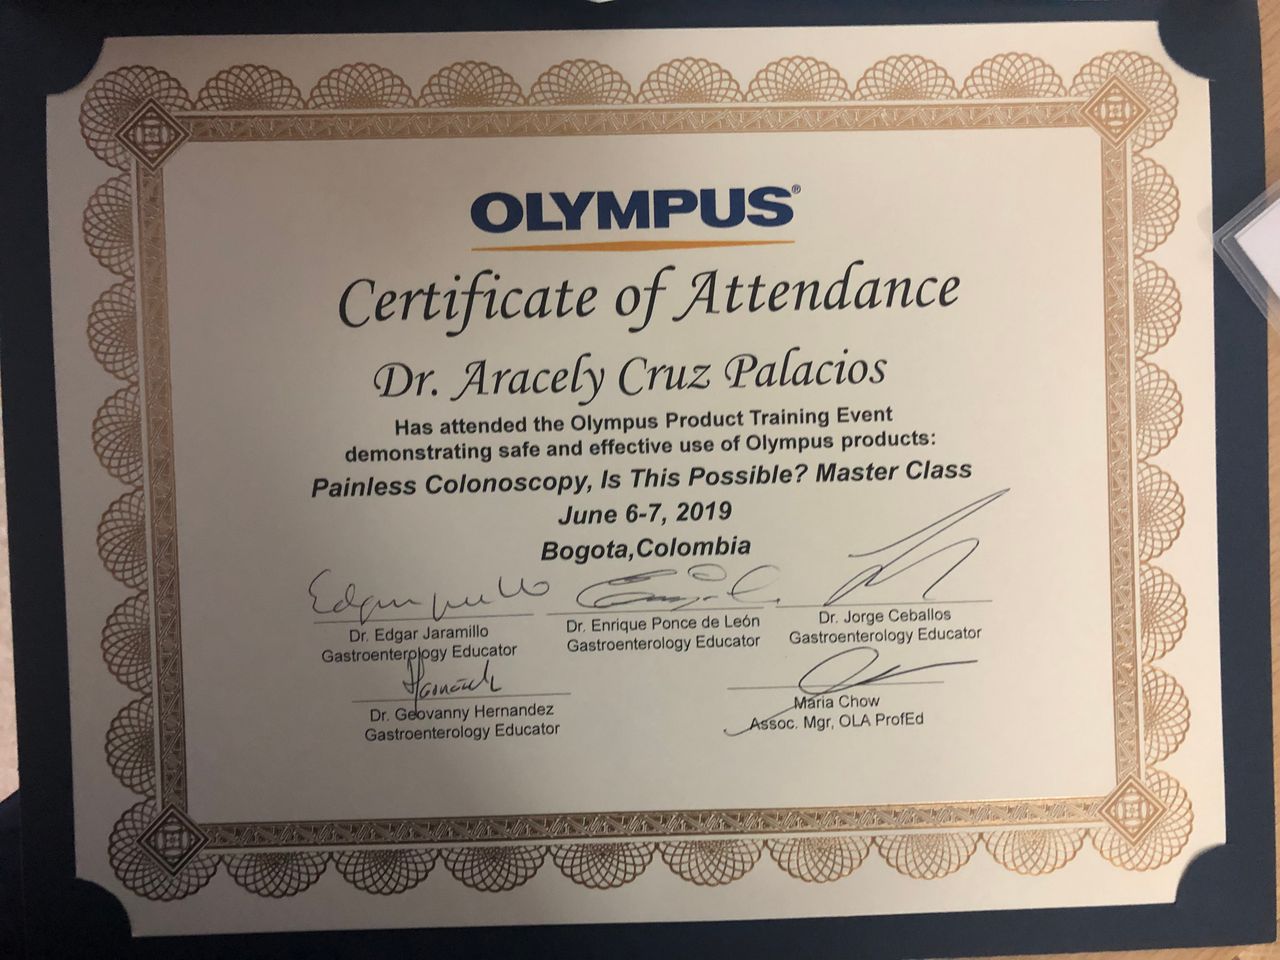 OLYMPUS®
Certificate of Attendance
Dr. Aracely Cruz Palacios
Has attended the Olympus Product Training Event
demonstrating safe and effective use of Olympus products:
Painless Colonoscopy, Is This Possible? Master Class
June 6-7, 2019
Bogota,Colombia
Dr. Edgar Jaramillo
Gastroenterology Educator
Dr. Enrique Ponce de León
Gastroenterology Educator
Dr. Jorge Ceballos
Gastroenterology Educator
Dr. Geovanny Hernandez
Gastroenterology Educator
Maria Chow
Assoc. Mgr, OLA ProfEd